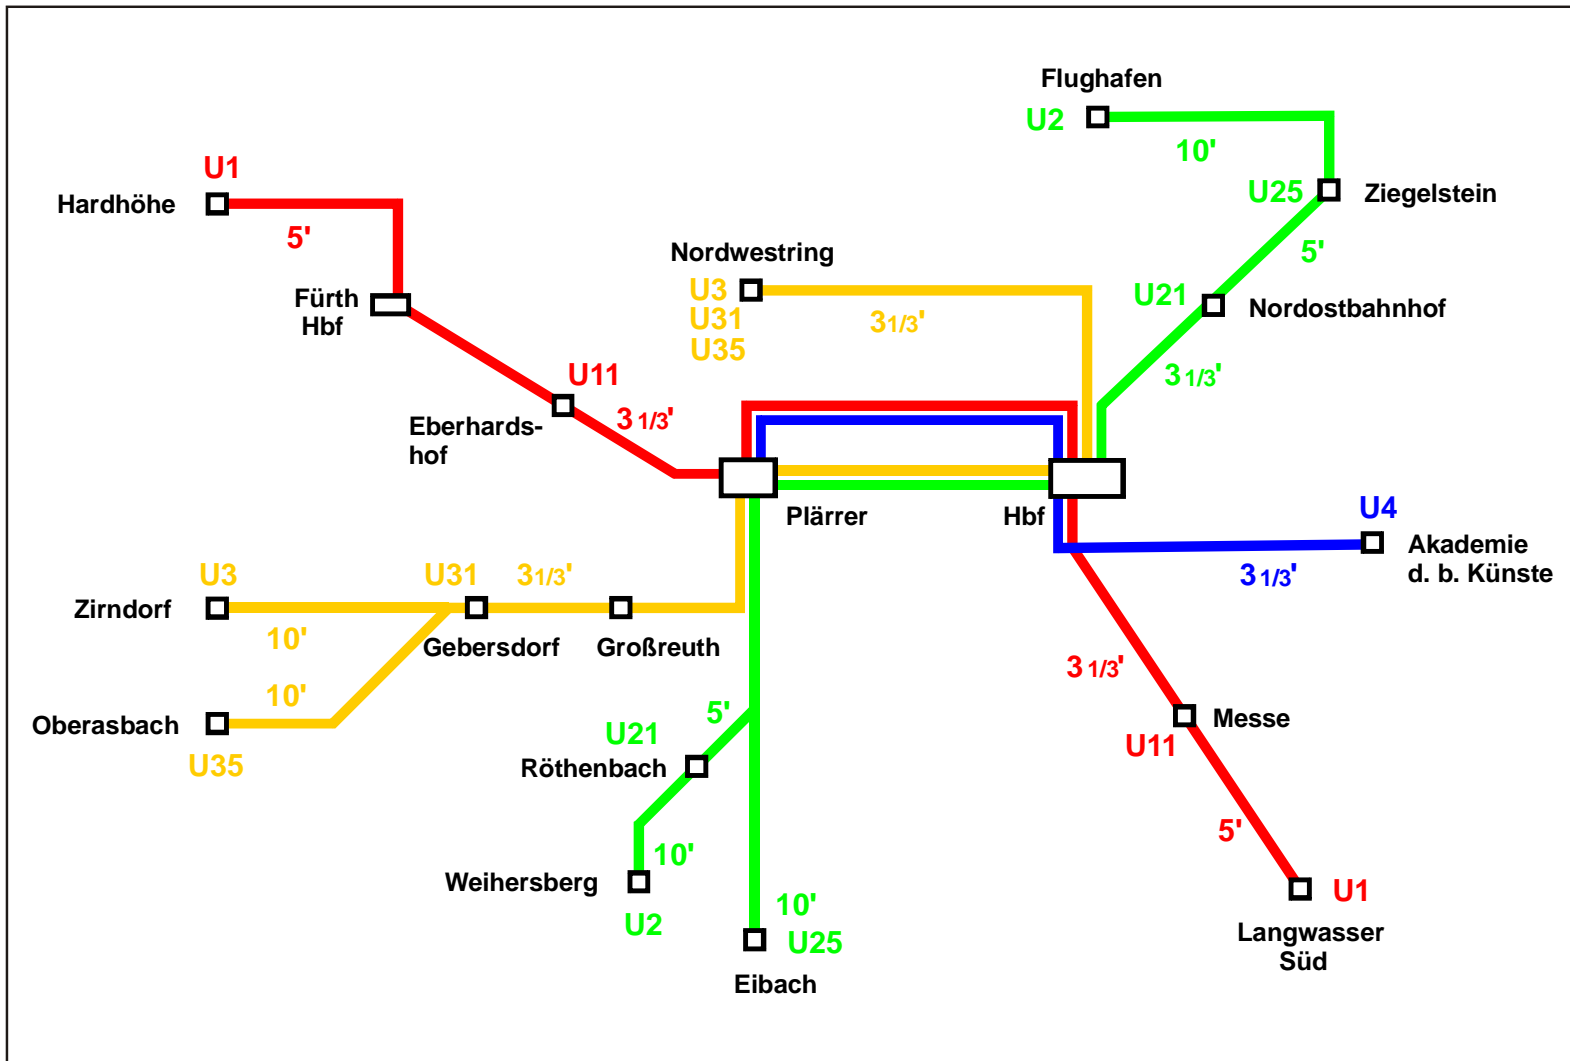 Flughafen
U2
10'
U1
U25
Ziegelstein
Hardhöhe
5'
5'
Nordwestring
U3
U31
U35
3 1/3'
U21
Nordostbahnhof
Fürth
Hbf
U11
3 1/3'
3 1/3'
Eberhards-
hof
Plärrer
Hbf
U4
Akademie
d. b. Künste
3 1/3'
U3
U31
3 1/3'
Zirndorf
10'
Gebersdorf
Großreuth
3 1/3'
10'
Oberasbach
U35
5'
U21
Röthenbach
Messe
U11
5'
10'
Weihersberg
U2
10'
U25
Eibach
U1
Langwasser
Süd